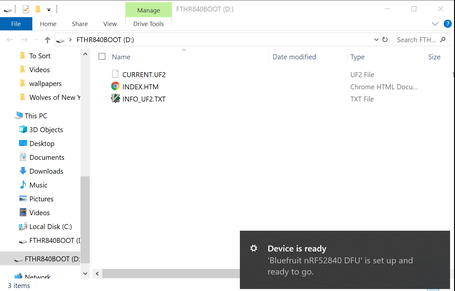 Manage
FTHR840BOOT (D:)
File
Home
Share
View
Drive Tools
FTHR840BOOT (D:)
Search FTH...
To Sort
Videos
wallpapers
Wolves of New Y
This PC
3D Objects
Desktop
Documents
Downloads
Music
Pictures
Videos
Local Disk (C:)
FTHR840BOOT (D
FTHR840BOOT (D:
Network
Name
Date modified
Type
Size
CURRENT.UF2
UF2 File
INDEX.HTM
Chrome HTML Docu...
INFO_UF2.TXT
TXT File
Device is ready
'Bluefruit nRF52840 DFU' is set up and
ready to go.
3 items